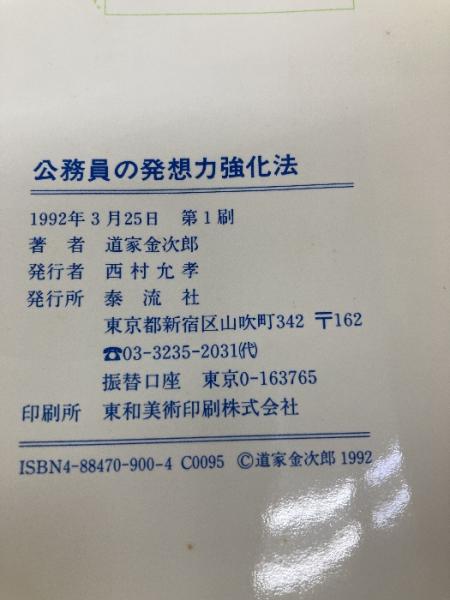 公務員の発想力強化法
1992年3月25日 第1刷
著者 道家金次郎
発行者 西村允孝
発行所 泰流社
東京都新宿区山吹町342 〒162
☎03-3235-2031㈹
振替口座 東京0-163765
印刷所 東和美術印刷株式会社
ISBN4-88470-900-4 C0095 ©道家金次郎 1992